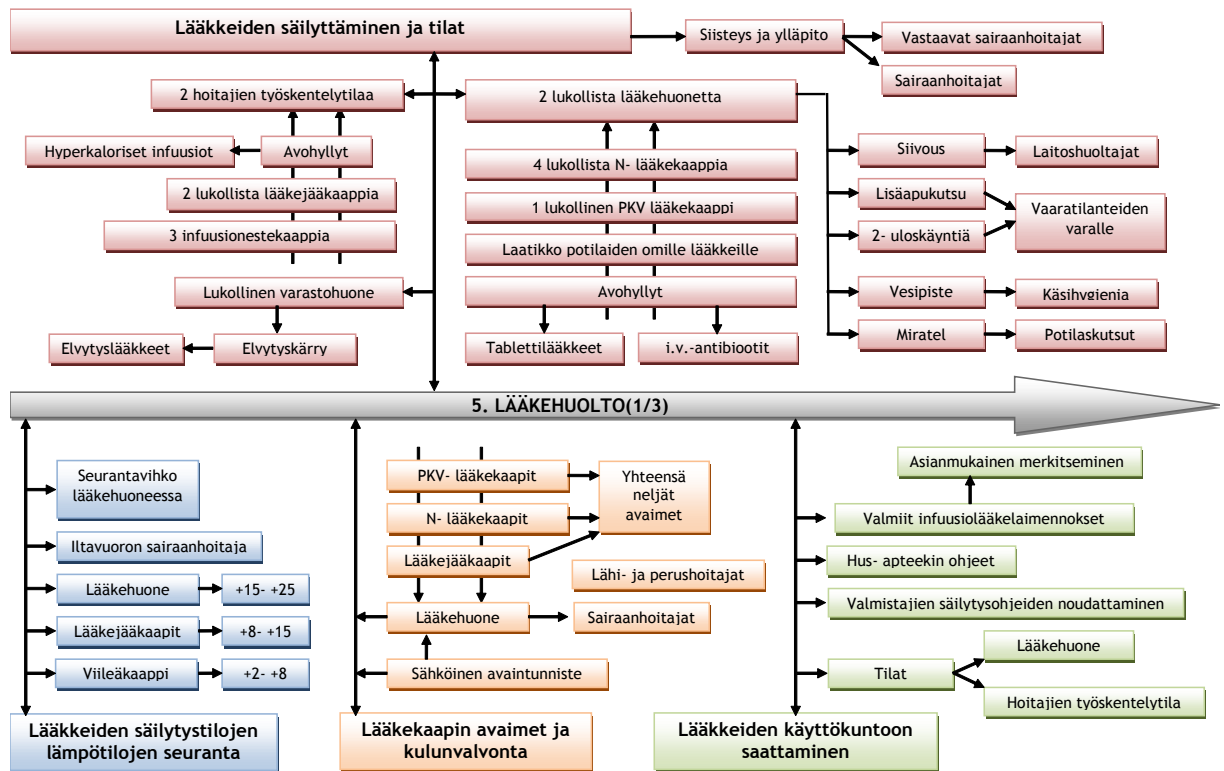 Lääkkeiden säilyttäminen ja tilat
Siisteys ja ylläpito
Vastaavat sairaanhoitajat
Sairaanhoitajat
2 hoitajien työskentelytilaa
2 lukollista lääkehuonetta
Hyperkaloriset infuusiot
Avohyllyt
4 lukollista N- lääkekaappia
Siivous
Laitoshuoltajat
2 lukollista lääkejääkaappia
1 lukollinen PKV lääkekaappi
Lisäapukutsu
Vaaratilanteiden
varalle
3 infuusionestekaappia
Laatikko potilaiden omille lääkkeille
2- uloskäyntiä
Lukollinen varastohuone
Avohyllyt
Vesipiste
Käsihygienia
Elvytyslääkkeet
Elvytyskärry
Tablettilääkkeet
i.v.-antibiootit
Miratel
Potilaskutsut
5. LÄÄKEHUOLTO(1/3)
Seurantavihko
lääkehuoneessa
Iltavuoron sairaanhoitaja
Lääkehuone
+15- +25
Lääkejääkaapit
+8- +15
Viileäkaappi
+2- +8
Lääkkeiden säilytystilojen
lämpötilojen seuranta
PKV- lääkekaapit
Yhteensä
neljät
avaimet
N- lääkekaapit
Lääkejääkaapit
Lähi- ja perushoitajat
Lääkehuone
Sairaanhoitajat
Sähköinen avaintunniste
Lääkekaapin avaimet ja
kulunvalvonta
Asianmukainen merkitseminen
Valmiit infuusiolääkelaimennokset
Hus- apteekin ohjeet
Valmistajien säilytysohjeiden noudattaminen
Lääkehuone
Tilat
Hoitajien työskentelytila
Lääkkeiden käyttökuntoon
saattaminen